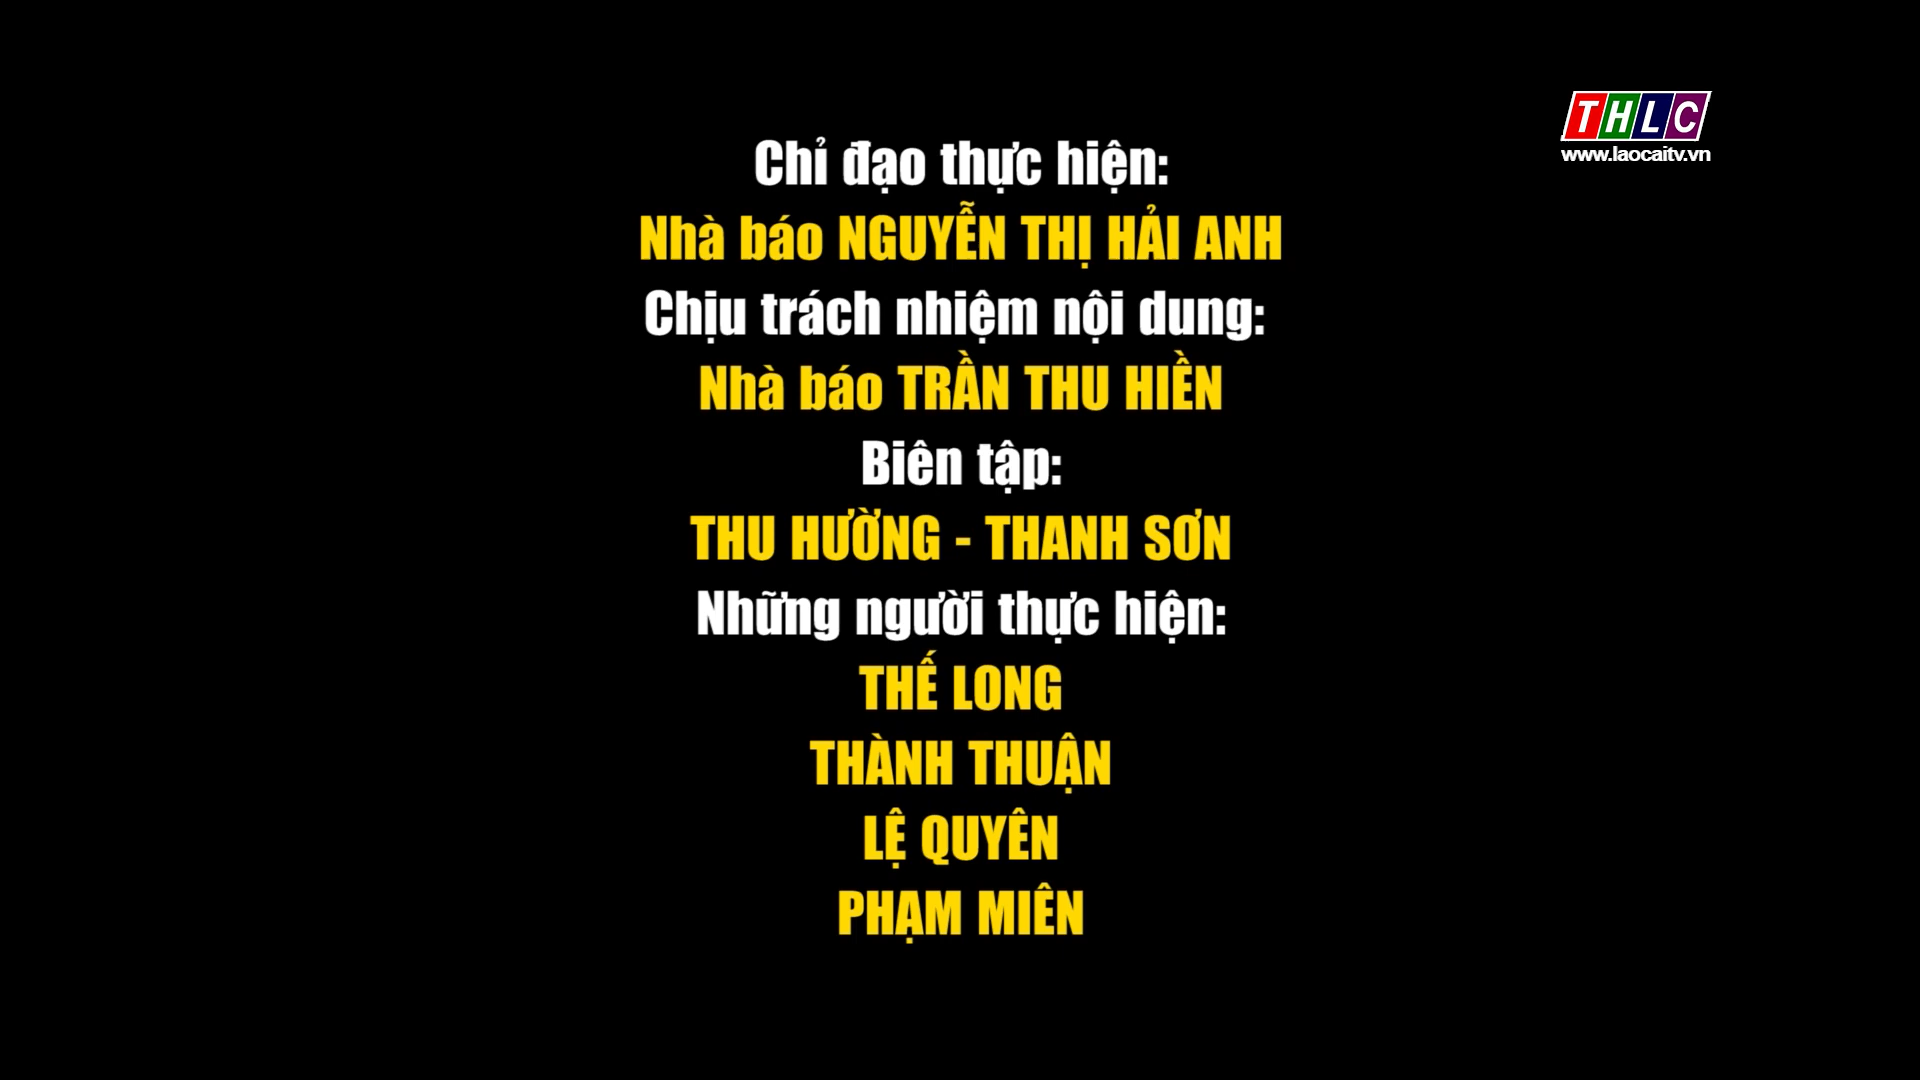 THLC
www.laocaitv.vn
Chỉ đạo thực hiện:
Nhà báo NGUYỄN THỊ HẢI ANH
Chịu trách nhiệm nội dung:
Nhà báo TRẦN THU HIỀN
Biên tập:
THU HƯỜNG - THANH SƠN
Những người thực hiện:
THẾ LONG
THÀNH THUẬN
LỆ QUYÊN
PHẠM MIÊN